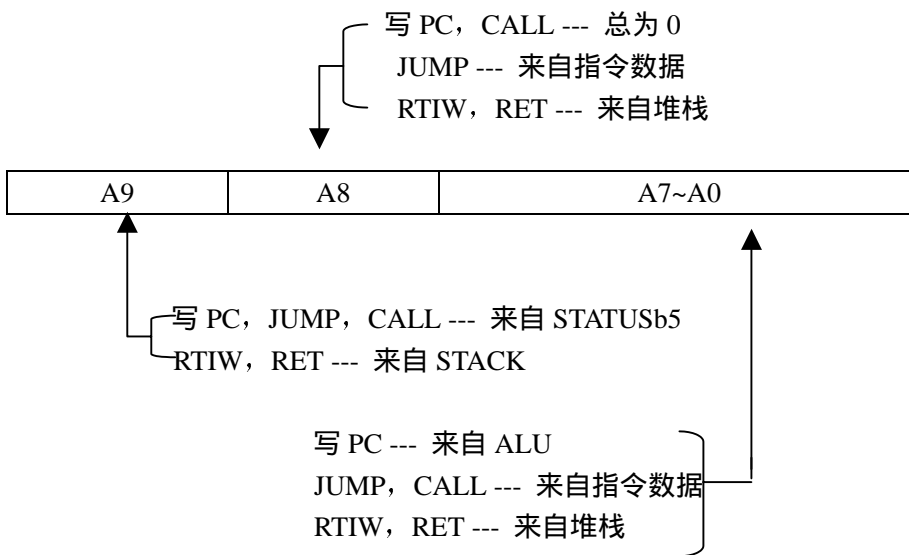 写 PC，CALL --- 总为 0
JUMP --- 来自指令数据
RTIW，RET --- 来自堆栈
A9 A8 A7~A0
写 PC，JUMP，CALL --- 来自 STATUSb5
RTIW，RET --- 来自 STACK
写 PC --- 来自 ALU
JUMP，CALL --- 来自指令数据
RTIW，RET --- 来自堆栈